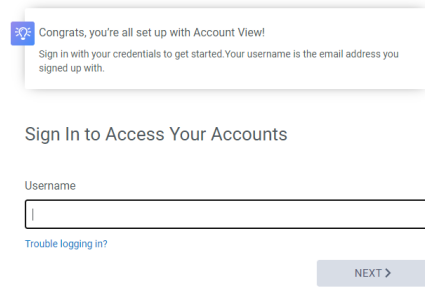 Congrats, you're all set up with Account View!
Sign in with your credentials to get started.Your username is the email address you
signed up with.
Sign In to Access Your Accounts
Username
Trouble logging in?
NEXT